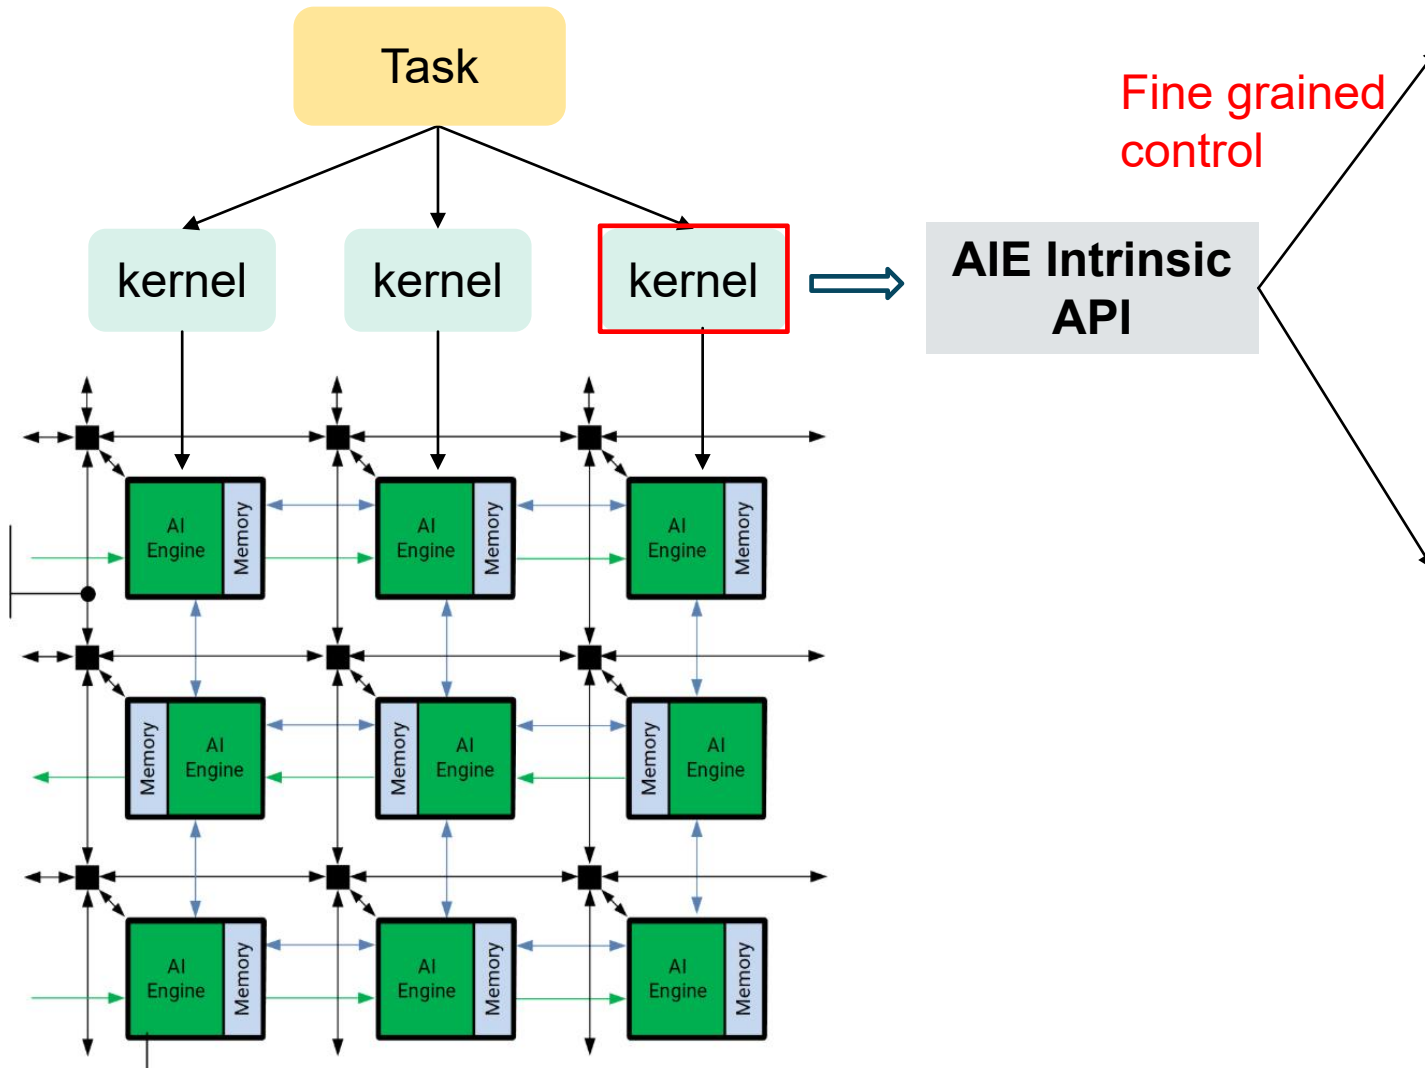 Task
Fine grained
control
kernel
kernel
kernel
AIE Intrinsic
API
AI
Engine
Memory
AI
Engine
Memory
AI
Engine
Memory
Memory
AI
Engine
Memory
AI
Engine
Memory
AI
Engine
AI
Engine
Memory
AI
Engine
Memory
AI
Engine
Memory